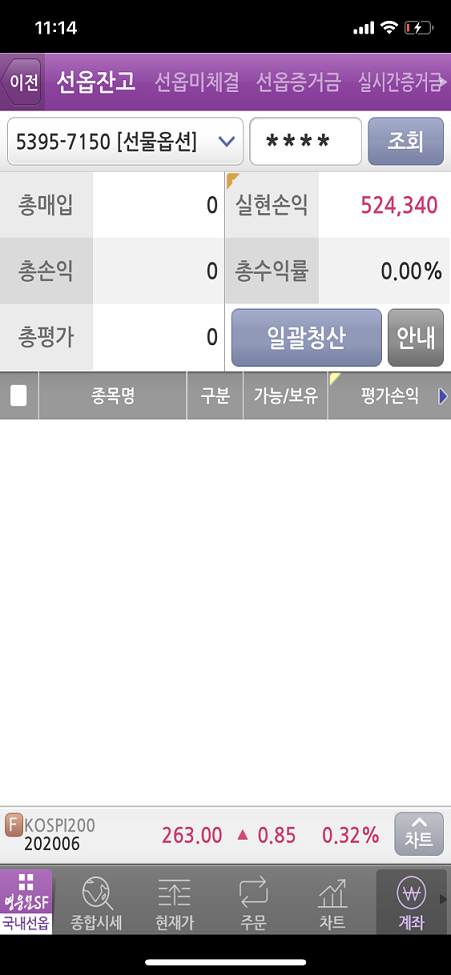 11:14
이전 선옵잔고 선옵미체결 선옵증거금 실시간증거금
5395-7150 [선물옵션] **** 조회
총매입 0 실현손익 524,340
총손익 0 총수익률 0.00%
총평가 0 일괄청산 안내
종목명 구분 가능/보유 평가손익
F KOSPI200
202006 263.00 ▲ 0.85 0.32% 차트
영웅문SF
국내선옵 종합시세 현재가 주문 차트 계좌